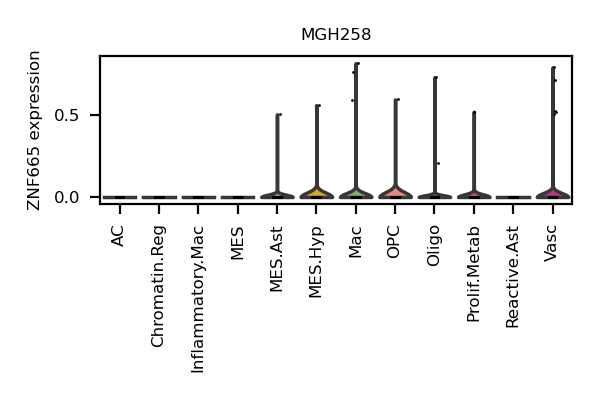 MGH258
ZNF665 expression
0.5
0.0
AC
Chromatin.Reg
Inflammatory.Mac
MES
MES.Ast
MES.Hyp
Mac
OPC
Oligo
Prolif.Metab
Reactive.Ast
Vasc